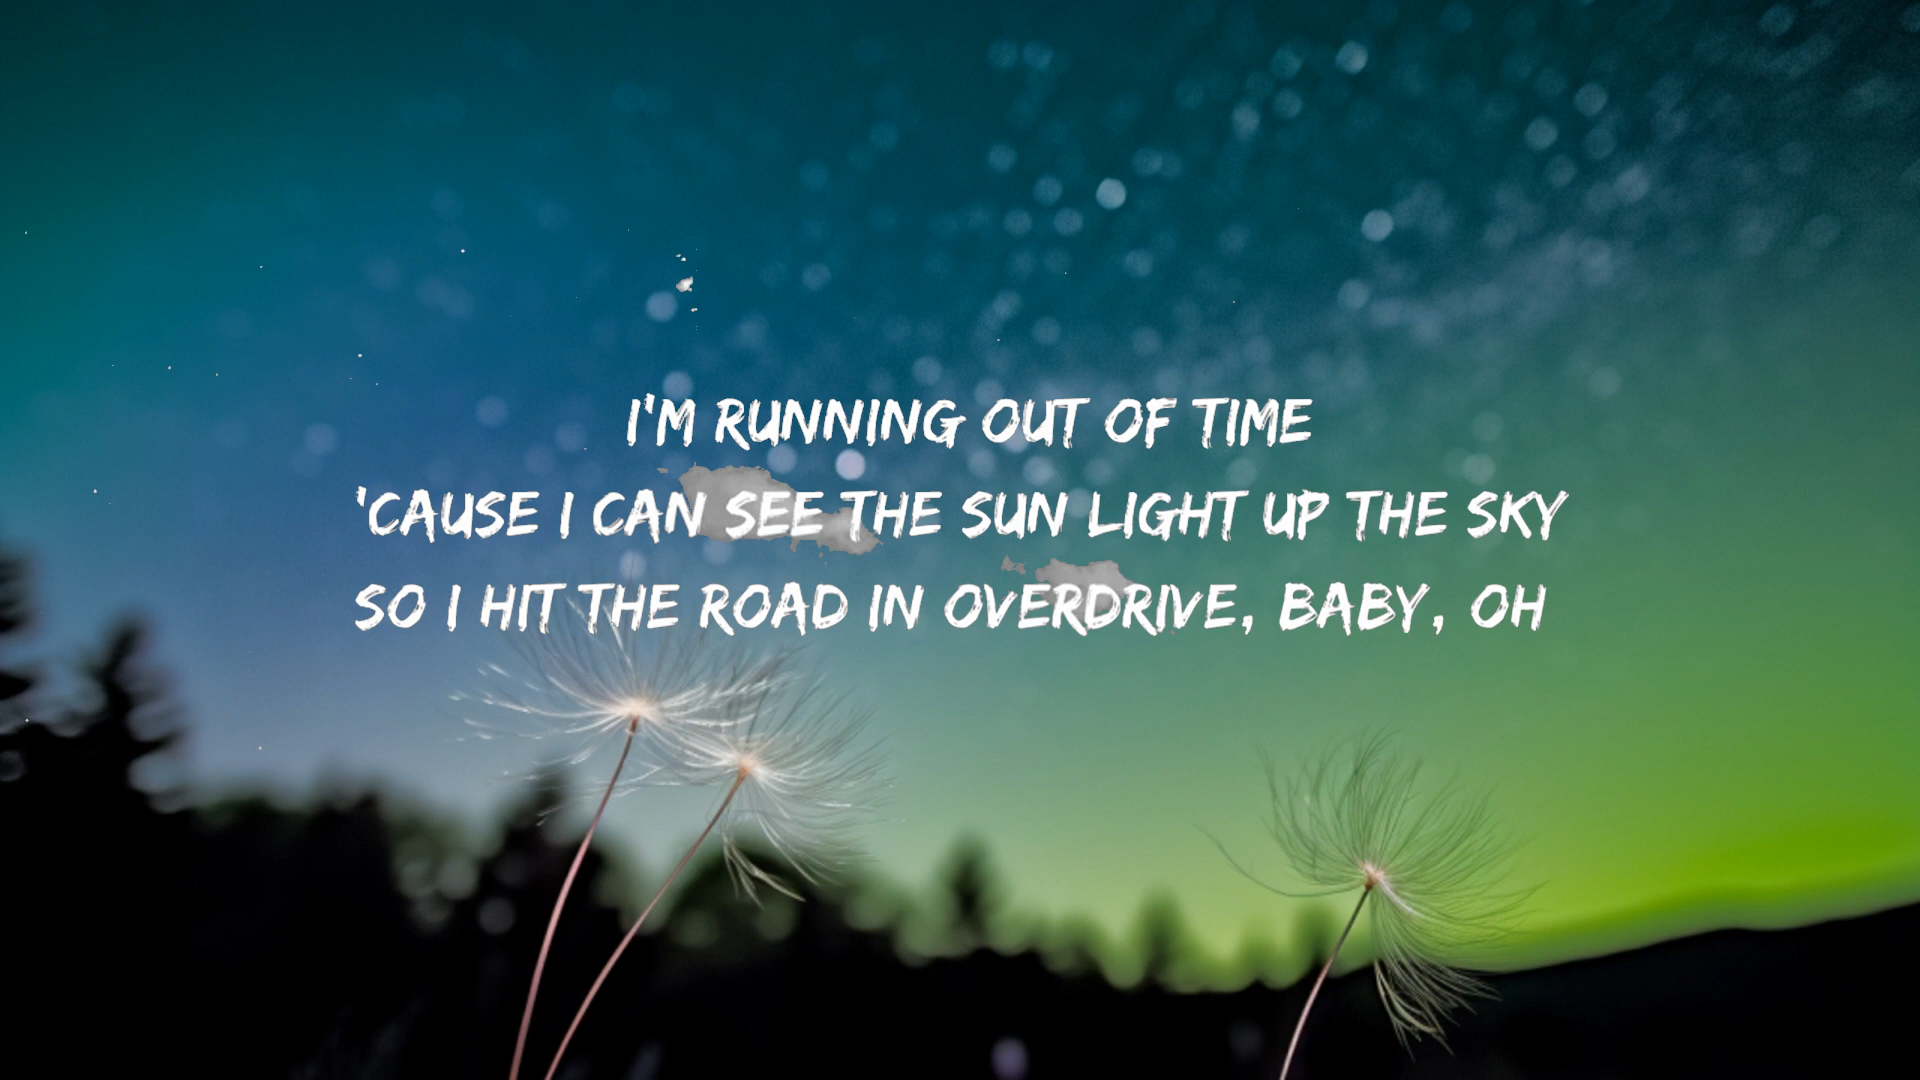 I'M RUNNING OUT OF TIME
'CAUSE I CAN SEE THE SUN LIGHT UP THE SKY
SO I HIT THE ROAD IN OVERDRIVE, BABY, OH